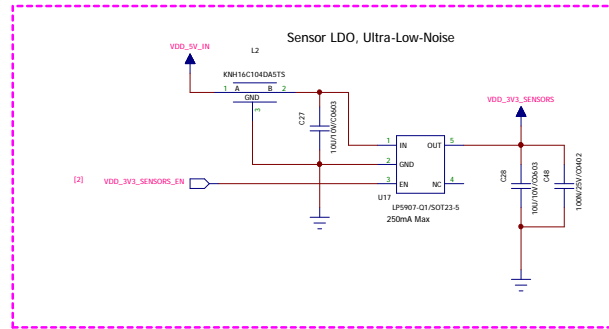 Sensor LDO, Ultra-Low-Noise
VDD_5V_IN
L2
KNH16C104DA5TS
1 A B 2
GND
3
C27
10U/10V/C0603
VDD_3V3_SENSORS
1 IN OUT 5
2 GND
3 EN NC 4
[2] VDD_3V3_SENSORS_EN
U17
LP5907-Q1/SOT23-5
250mA Max
C28
10U/10V/C0603
C48
100N/25V/C0402